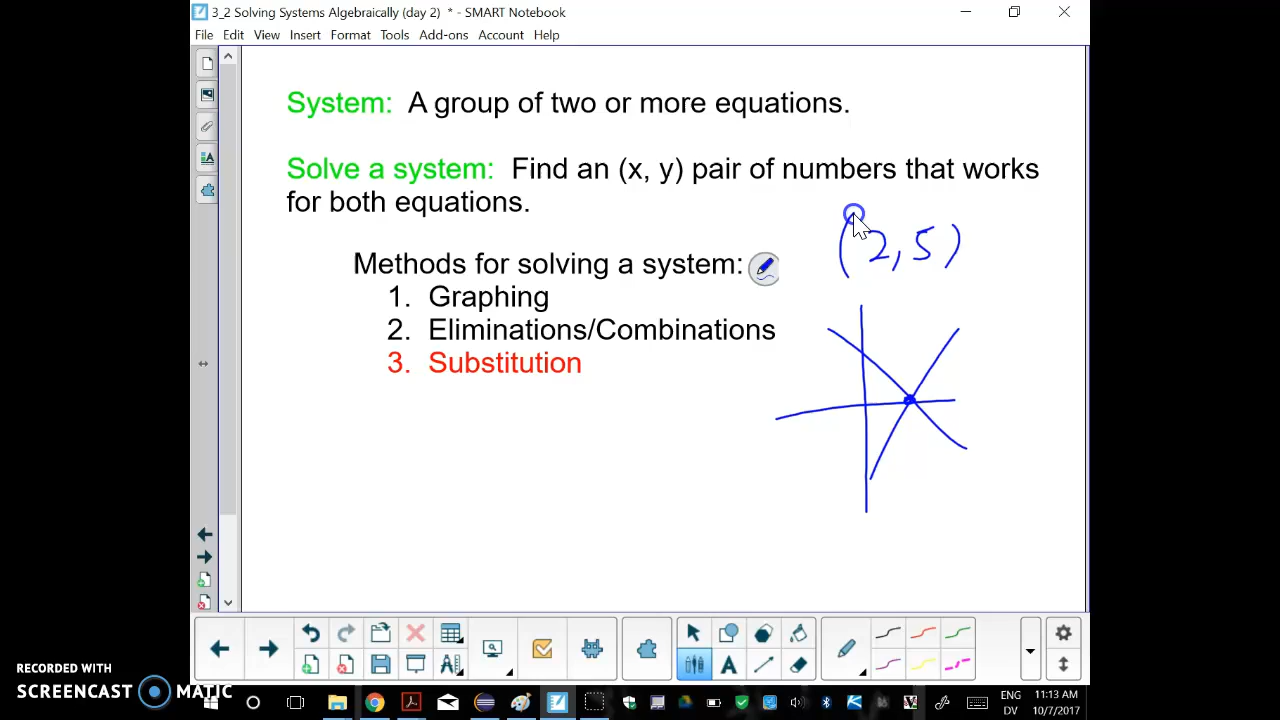 3_2 Solving Systems Algebraically (day 2) * - SMART Notebook
File Edit View Insert Format Tools Add-ons Account Help
System: A group of two or more equations.
Solve a system: Find an (x, y) pair of numbers that works
for both equations.
(2,5)
Methods for solving a system:
1. Graphing
2. Eliminations/Combinations
3. Substitution
RECORDED WITH
SCREENCAST MATIC
ENG
DV
11:13 AM
10/7/2017